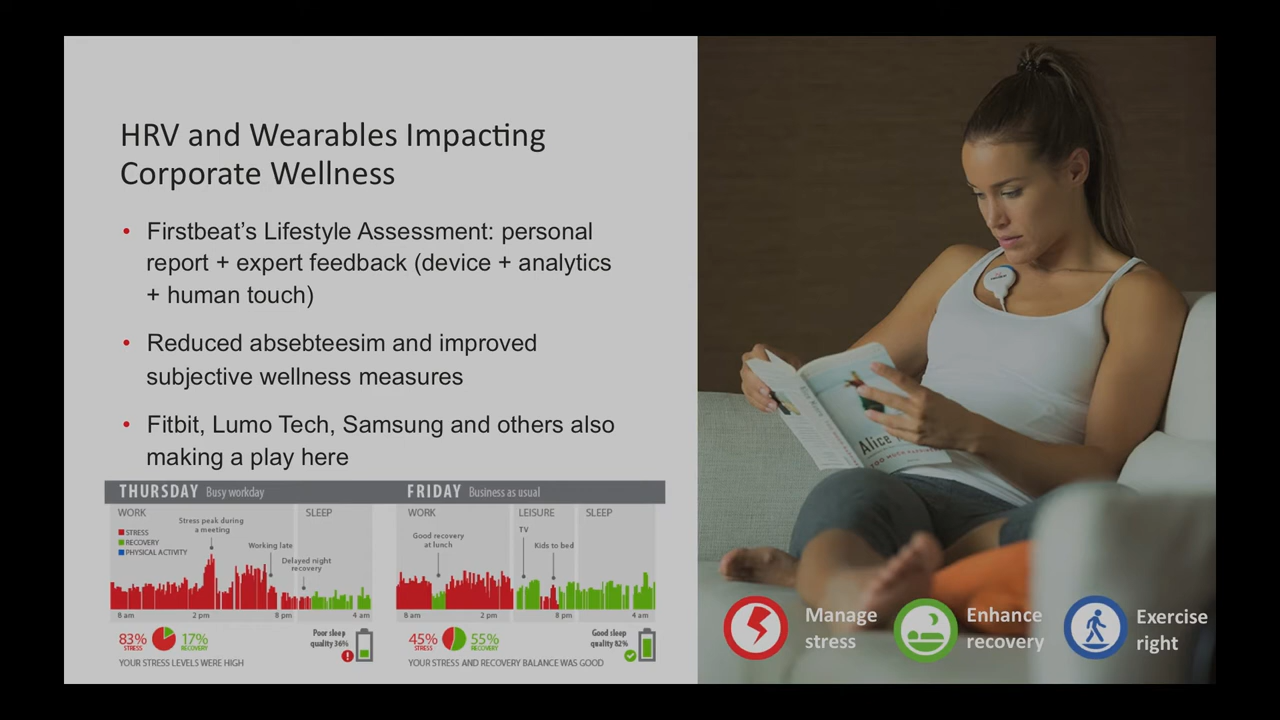 HRV and Wearables Impacting
Corporate Wellness
• Firstbeat's Lifestyle Assessment: personal
report + expert feedback (device + analytics
+ human touch)
• Reduced absebteesim and improved
subjective wellness measures
• Fitbit, Lumo Tech, Samsung and others also
making a play here
THURSDAY Busy workday
WORK
SLEEP
STRESS
RECOVERY
PHYSICAL ACTIVITY
Stress peak during
a meeting
Working late
Delayed night
recovery
8 am 2 pm 8 pm 4 am
83% STRESS 17% RECOVERY
Poor sleep
quality 36%
YOUR STRESS LEVELS WERE HIGH
FRIDAY Business as usual
WORK
LEISURE
SLEEP
Good recovery
at lunch
TV
Kids to bed
8 am 2 pm 8 pm 4 am
45% STRESS 55% RECOVERY
Good sleep
quality 82%
YOUR STRESS AND RECOVERY BALANCE WAS GOOD
Alice
Manage
stress
Enhance
recovery
Exercise
right